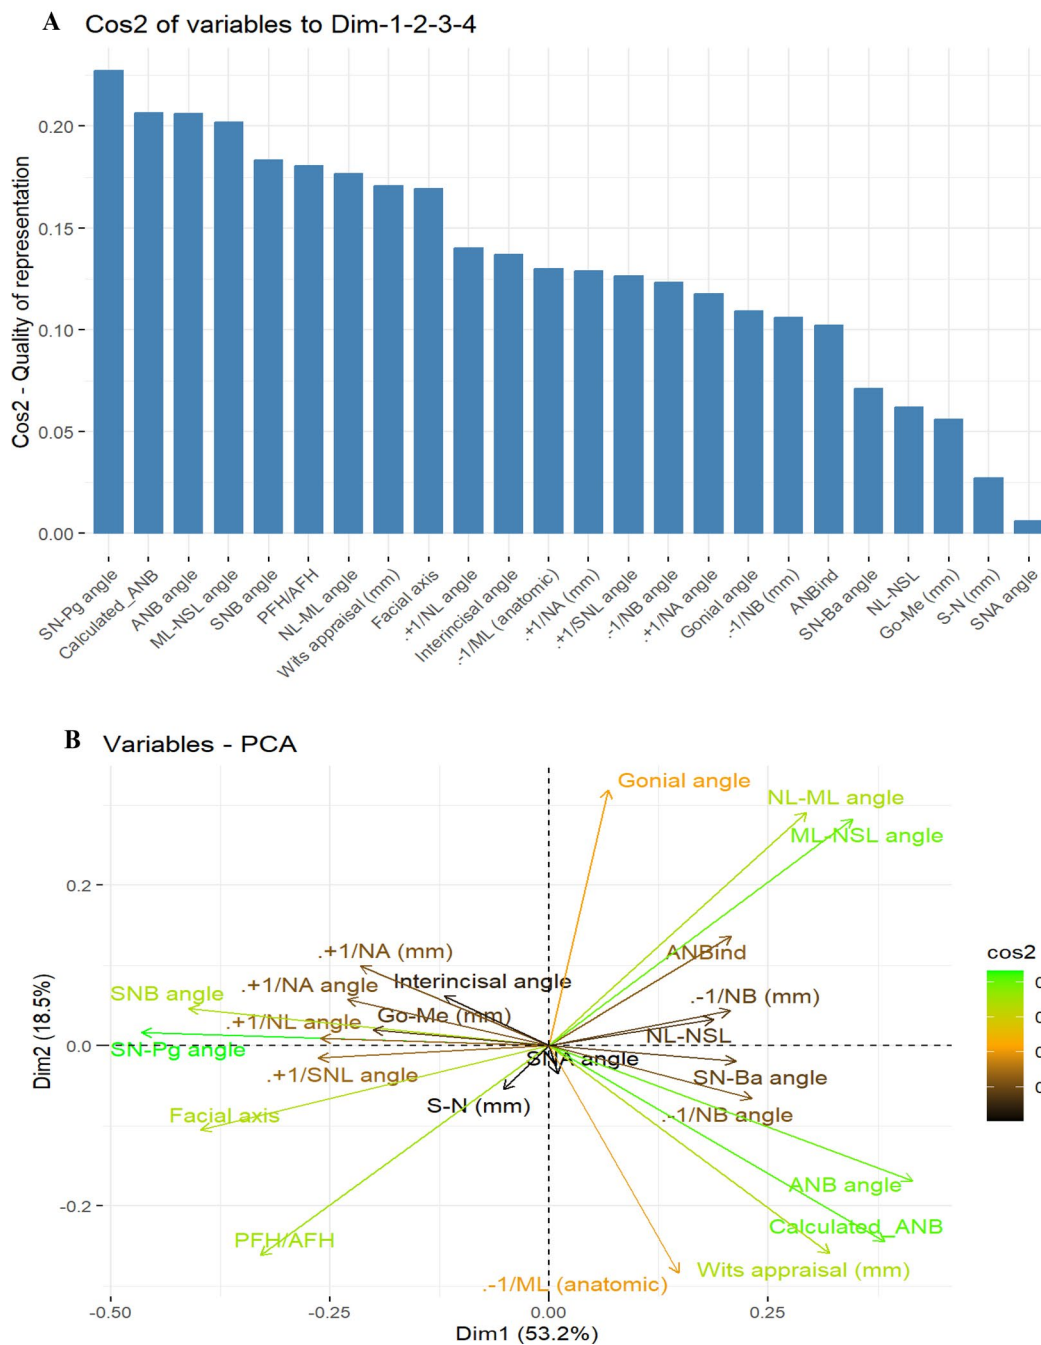 A Cos2 of variables to Dim-1-2-3-4
Cos2 - Quality of representation
0.20
0.15
0.10
0.05
0.00
SN-Pg angle
Calculated_ANB
ANB angle
ML-NSL angle
SNB angle
PFH/AFH
NL-ML angle
Wits appraisal (mm)
Facial axis
.+1/NL angle
Interincisal angle
.-1/ML (anatomic)
.+1/NA (mm)
.+1/SNL angle
.-1/NB angle
.+1/NA angle
Gonial angle
.-1/NB (mm)
ANBind
SN-Ba angle
NL-NSL
Go-Me (mm)
S-N (mm)
SNA angle
B Variables - PCA
Dim2 (18.5%)
0.2
0.0
-0.2
Gonial angle
NL-ML angle
ML-NSL angle
ANBind
.+1/NA (mm)
Interincisal angle
.+1/NA angle
SNB angle
.-1/NB (mm)
Go-Me (mm)
.+1/NL angle
NL-NSL
SN-Pg angle
SNA angle
.+1/SNL angle
SN-Ba angle
S-N (mm)
Facial axis
.-1/NB angle
ANB angle
Calculated_ANB
PFH/AFH
Wits appraisal (mm)
.-1/ML (anatomic)
-0.50
-0.25
0.00
0.25
Dim1 (53.2%)
cos2
0
0
0
0